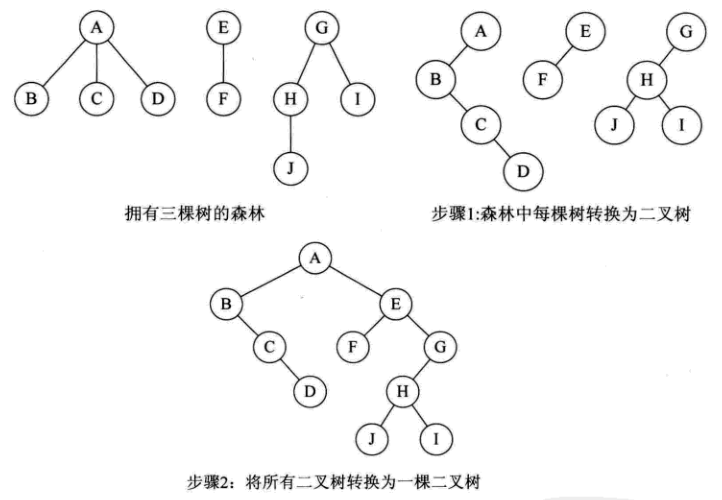 A E G
B C D F H I
J
拥有三棵树的森林
A E G
B F H
C J I
D
步骤1:森林中每棵树转换为二叉树
A
B E
C F G
D H
J I
步骤2：将所有二叉树转换为一棵二叉树